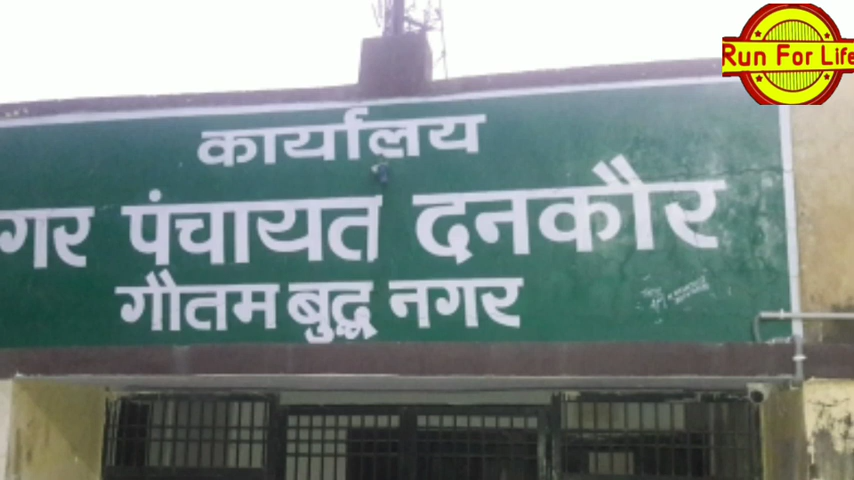 Run For Life
कार्यालय
गर पंचायत दनकौर
गौतम बुद्ध नगर